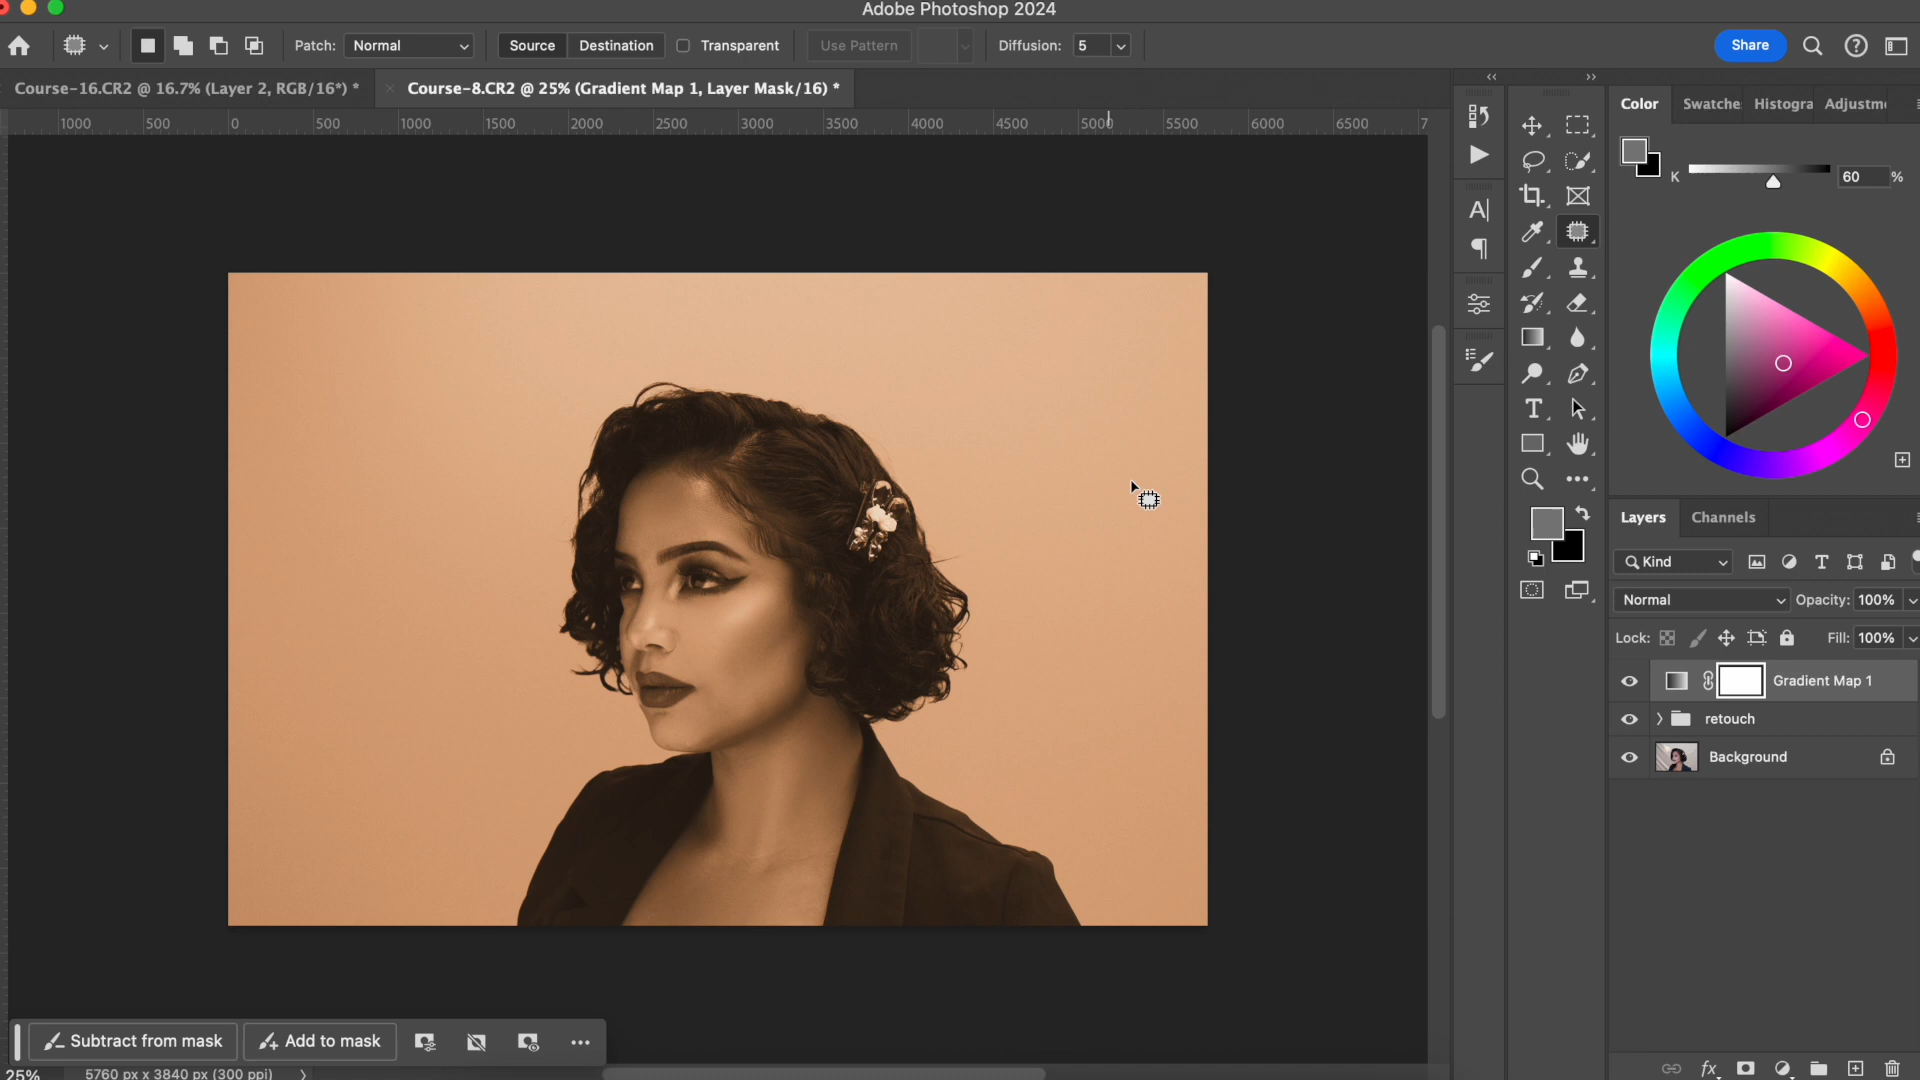 Adobe Photoshop 2024
Patch: Normal Source Destination Transparent Use Pattern Diffusion: 5 Share
Course-16.CR2 @ 16.7% (Layer 2, RGB/16*) * Course-8.CR2 @ 25% (Gradient Map 1, Layer Mask/16) *
1000 500 0 500 1000 1500 2000 2500 3000 3500 4000 4500 5000 5500 6000 6500 7
Color Swatche Histogra Adjustm
K 60 %
Layers Channels
Kind
Normal Opacity: 100%
Lock: Fill: 100%
Gradient Map 1
retouch
Background
Subtract from mask Add to mask
25% 5760 px x 3840 px (300 ppi)
fx